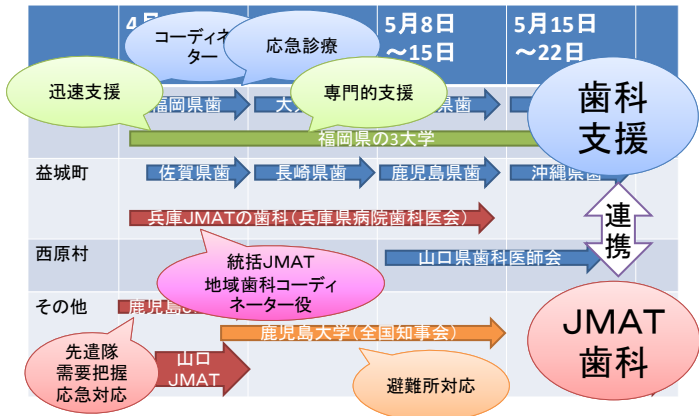 4月
コーディネ
ーター
応急診療
5月8日
~15日
5月15日
~22日
迅速支援
福岡県歯
大
専門的支援
県歯
歯科
支援
福岡県の3大学
益城町
佐賀県歯
長崎県歯
鹿児島県歯
沖縄県歯
兵庫JMATの歯科(兵庫県病院歯科医会)
連
携
西原村
統括JMAT
地域歯科コーディ
ネーター役
山口県歯科医師会
その他
鹿児島
鹿児島大学(全国知事会)
JMAT
歯科
先遣隊
需要把握
応急対応
山口
JMAT
避難所対応